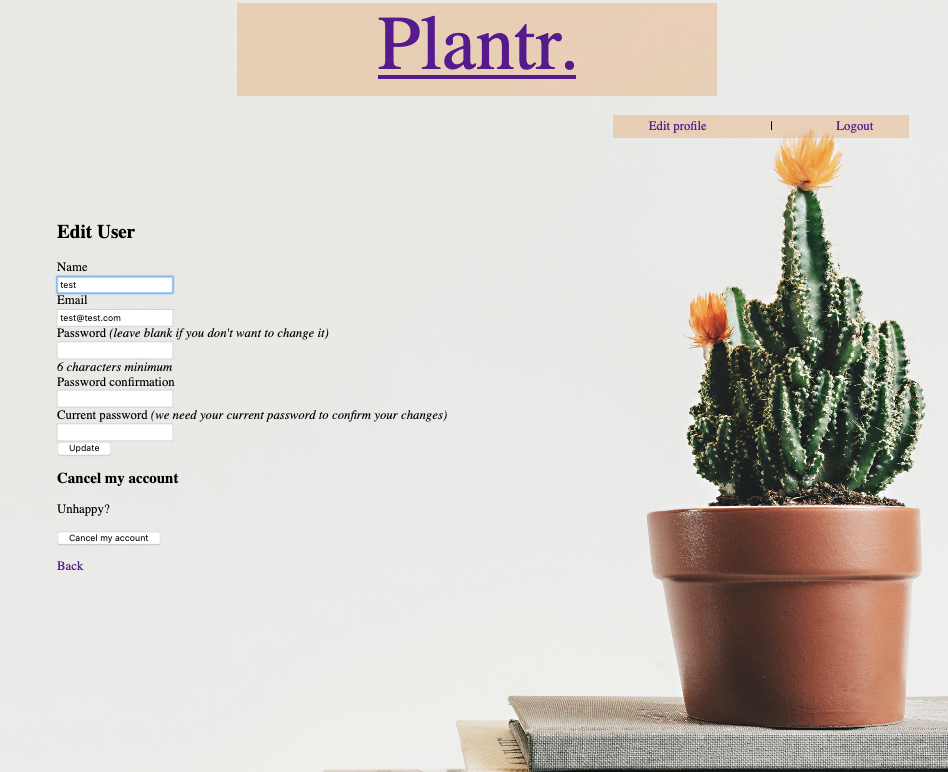 Plantr.
Edit profile | Logout
Edit User
Name
test
Email
test@test.com
Password (leave blank if you don't want to change it)
6 characters minimum
Password confirmation
Current password (we need your current password to confirm your changes)
Update
Cancel my account
Unhappy?
Cancel my account
Back